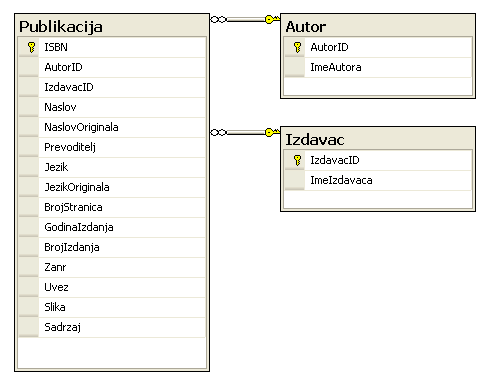 Publikacija
ISBN
AutorID
IzdavacID
Naslov
NaslovOriginala
Prevoditelj
Jezik
JezikOriginala
BrojStranica
GodinaIzdanja
BrojIzdanja
Zanr
Uvez
Slika
Sadrzaj
Autor
AutorID
ImeAutora
Izdavac
IzdavacID
ImeIzdavaca